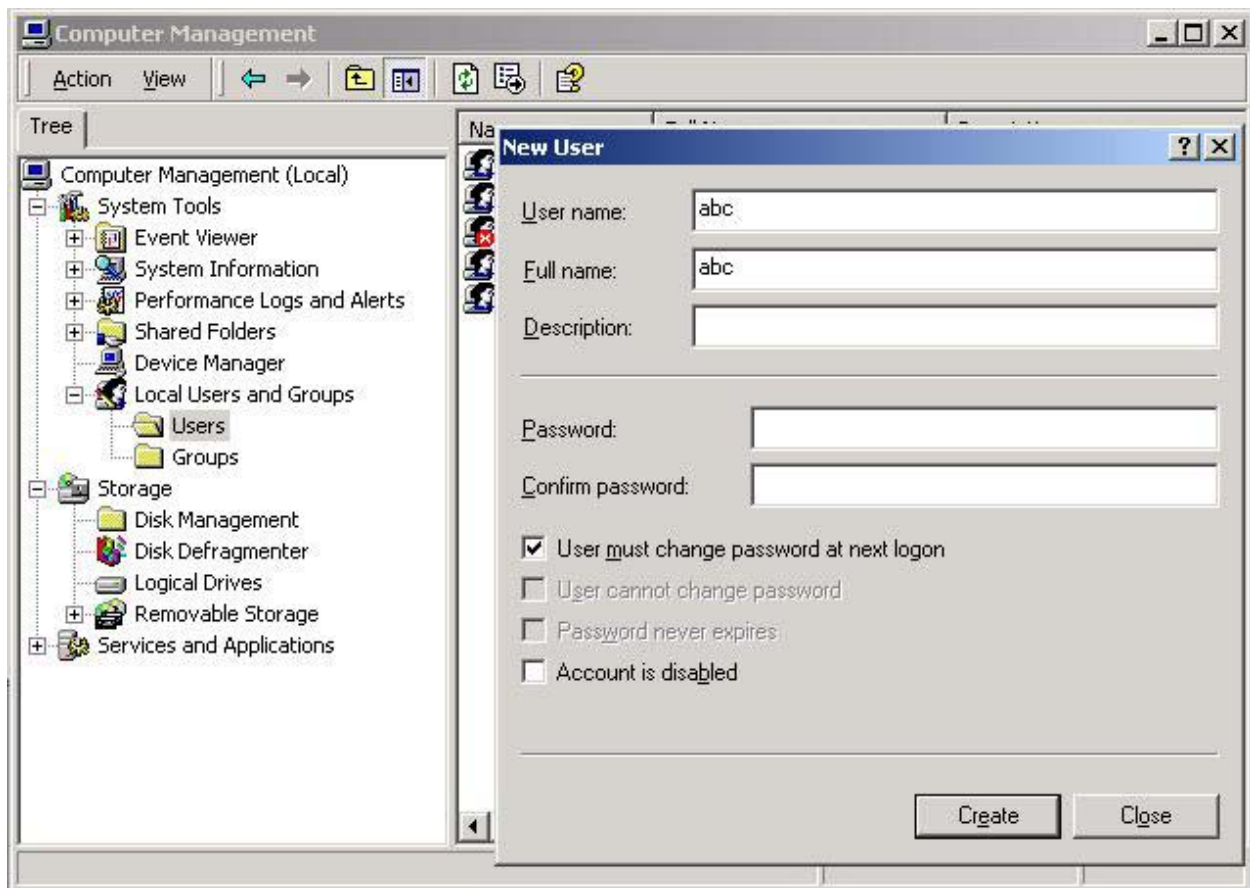 Computer Management
Action View
Tree
Computer Management (Local)
System Tools
Event Viewer
System Information
Performance Logs and Alerts
Shared Folders
Device Manager
Local Users and Groups
Users
Groups
Storage
Disk Management
Disk Defragmenter
Logical Drives
Removable Storage
Services and Applications
Na
New User
User name: abc
Full name: abc
Description:
Password:
Confirm password:
User must change password at next logon
User cannot change password
Password never expires
Account is disabled
Create Close